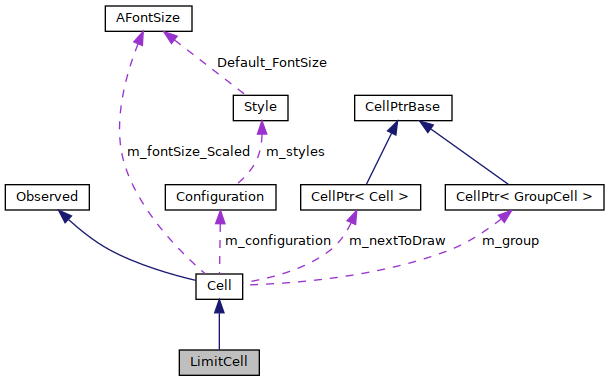 AFontSize
Default_FontSize
Style
CellPtrBase
m_fontSize_Scaled
m_styles
Observed
Configuration
CellPtr< Cell >
CellPtr< GroupCell >
m_configuration
m_nextToDraw
m_group
Cell
LimitCell